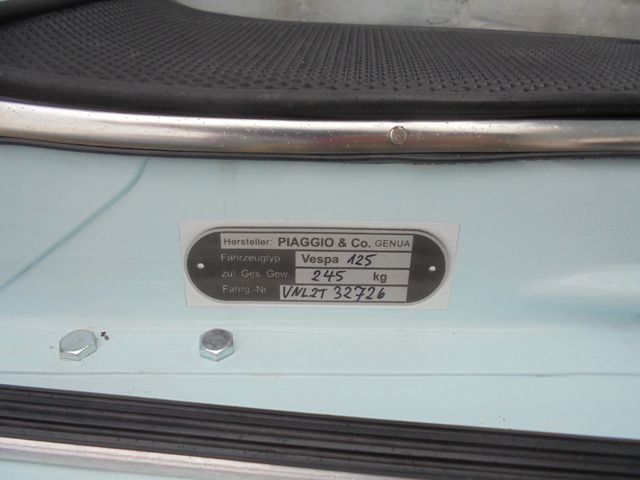 Hersteller: PIAGGIO & Co. GENUA
Fahrzeugtyp Vespa 125
zul. Ges. Gew. 245 kg
Fahrg.-Nr. VNL2T 32726